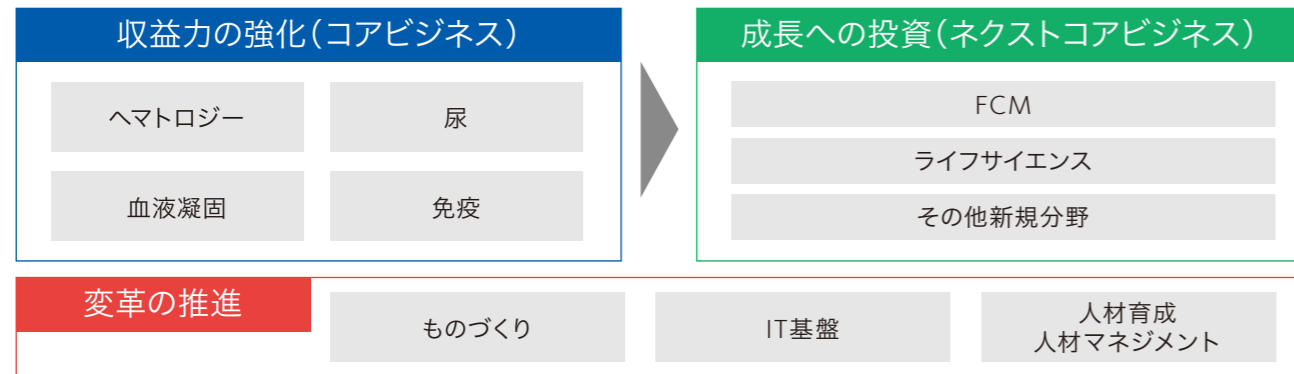 収益力の強化（コアビジネス）
ヘマトロジー
尿
血液凝固
免疫
成長への投資（ネクストコアビジネス）
FCM
ライフサイエンス
その他新規分野
変革の推進
ものづくり
IT基盤
人材育成
人材マネジメント